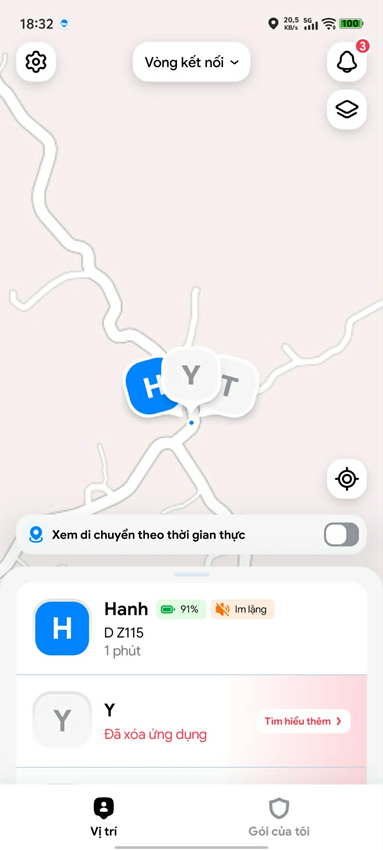 18:32
20,5
KB/s
5G
100
Vòng kết nối
3
H
Y
T
Xem di chuyển theo thời gian thực
H
Hanh
91%
Im lặng
D Z115
1 phút
Y
Y
Đã xóa ứng dụng
Tìm hiểu thêm
Vị trí
Gói của tôi